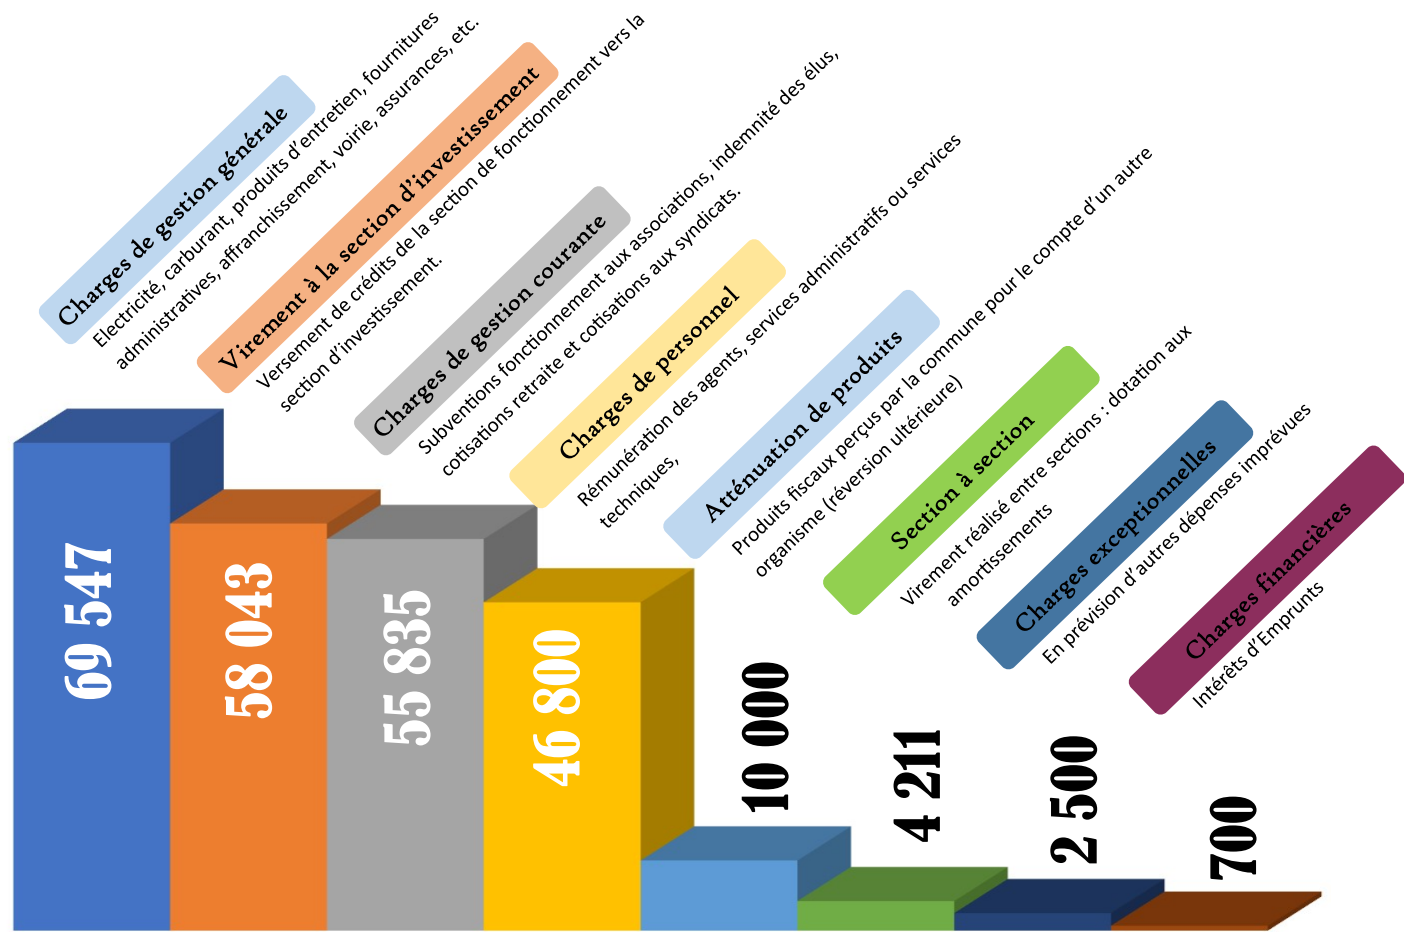 Charges de gestion générale
Electricité, carburant, produits d'entretien, fournitures
administratives, affranchissement, voirie, assurances, etc.
Virement à la section d'investissement
Versement de crédits de la section de fonctionnement vers la
section d'investissement.
Charges de gestion courante
Subventions fonctionnement aux associations, indemnité des élus,
cotisations retraite et cotisations aux syndicats.
Charges de personnel
Rémunération des agents, services administratifs ou services
techniques,
Atténuation de produits
Produits fiscaux perçus par la commune pour le compte d'un autre
organisme (réversion ultérieure)
Section à section
Virement réalisé entre sections : dotation aux
amortissements
Charges exceptionnelles
En prévision d'autres dépenses imprévues
Charges financières
Intérêts d'Emprunts
69 547
58 043
55 835
46 800
10 000
4 211
2 500
700